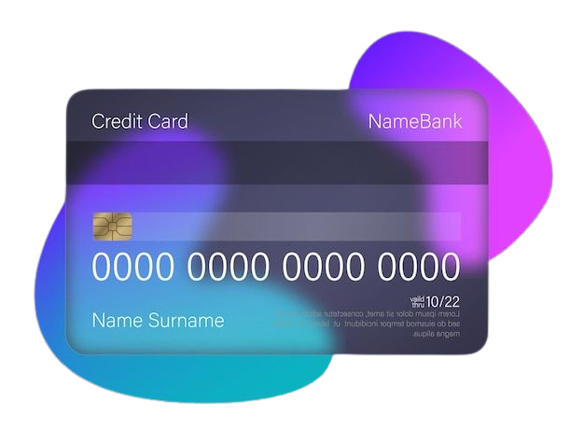 Credit Card NameBank
0000 0000 0000 0000
vaild thru 10/22
Name Surname
Lorem ipsum dolor sit amet, consectetur
sed do eiusmod tempor incididunt ut
magna aliqua.